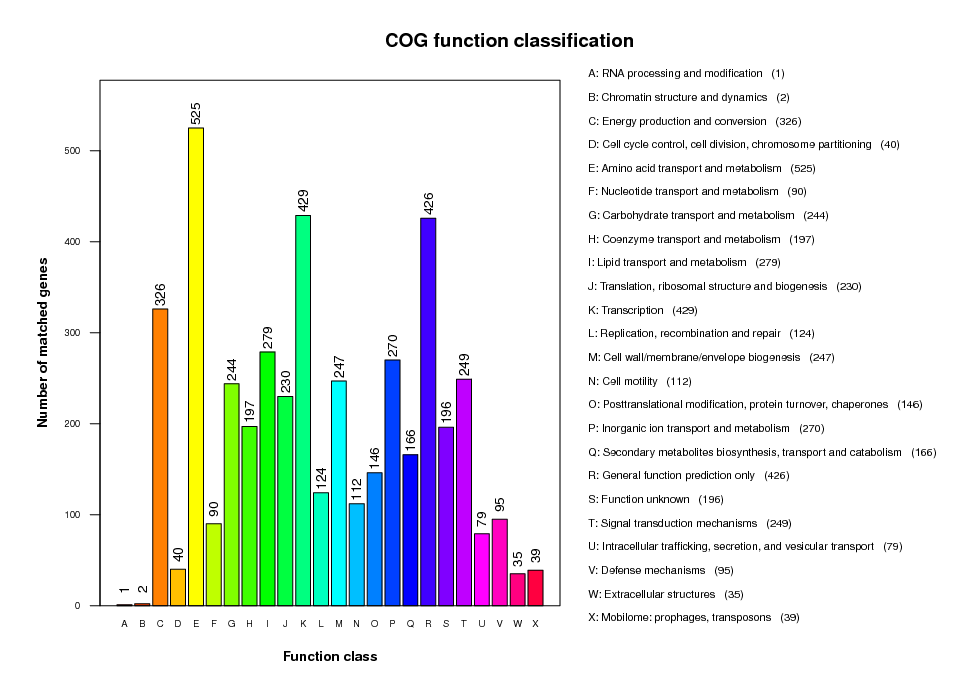 COG function classification
A: RNA processing and modification (1)
B: Chromatin structure and dynamics (2)
C: Energy production and conversion (326)
D: Cell cycle control, cell division, chromosome partitioning (40)
E: Amino acid transport and metabolism (525)
F: Nucleotide transport and metabolism (90)
G: Carbohydrate transport and metabolism (244)
H: Coenzyme transport and metabolism (197)
I: Lipid transport and metabolism (279)
J: Translation, ribosomal structure and biogenesis (230)
K: Transcription (429)
L: Replication, recombination and repair (124)
M: Cell wall/membrane/envelope biogenesis (247)
N: Cell motility (112)
O: Posttranslational modification, protein turnover, chaperones (146)
P: Inorganic ion transport and metabolism (270)
Q: Secondary metabolites biosynthesis, transport and catabolism (166)
R: General function prediction only (426)
S: Function unknown (196)
T: Signal transduction mechanisms (249)
U: Intracellular trafficking, secretion, and vesicular transport (79)
V: Defense mechanisms (95)
W: Extracellular structures (35)
X: Mobilome: prophages, transposons (39)
Number of matched genes
500
400
300
200
100
0
1 2 326 40 525 90 244 197 279 230 429 124 247 112 146 270 166 426 196 249 79 95 35 39
A B C D E F G H I J K L M N O P Q R S T U V W X
Function class